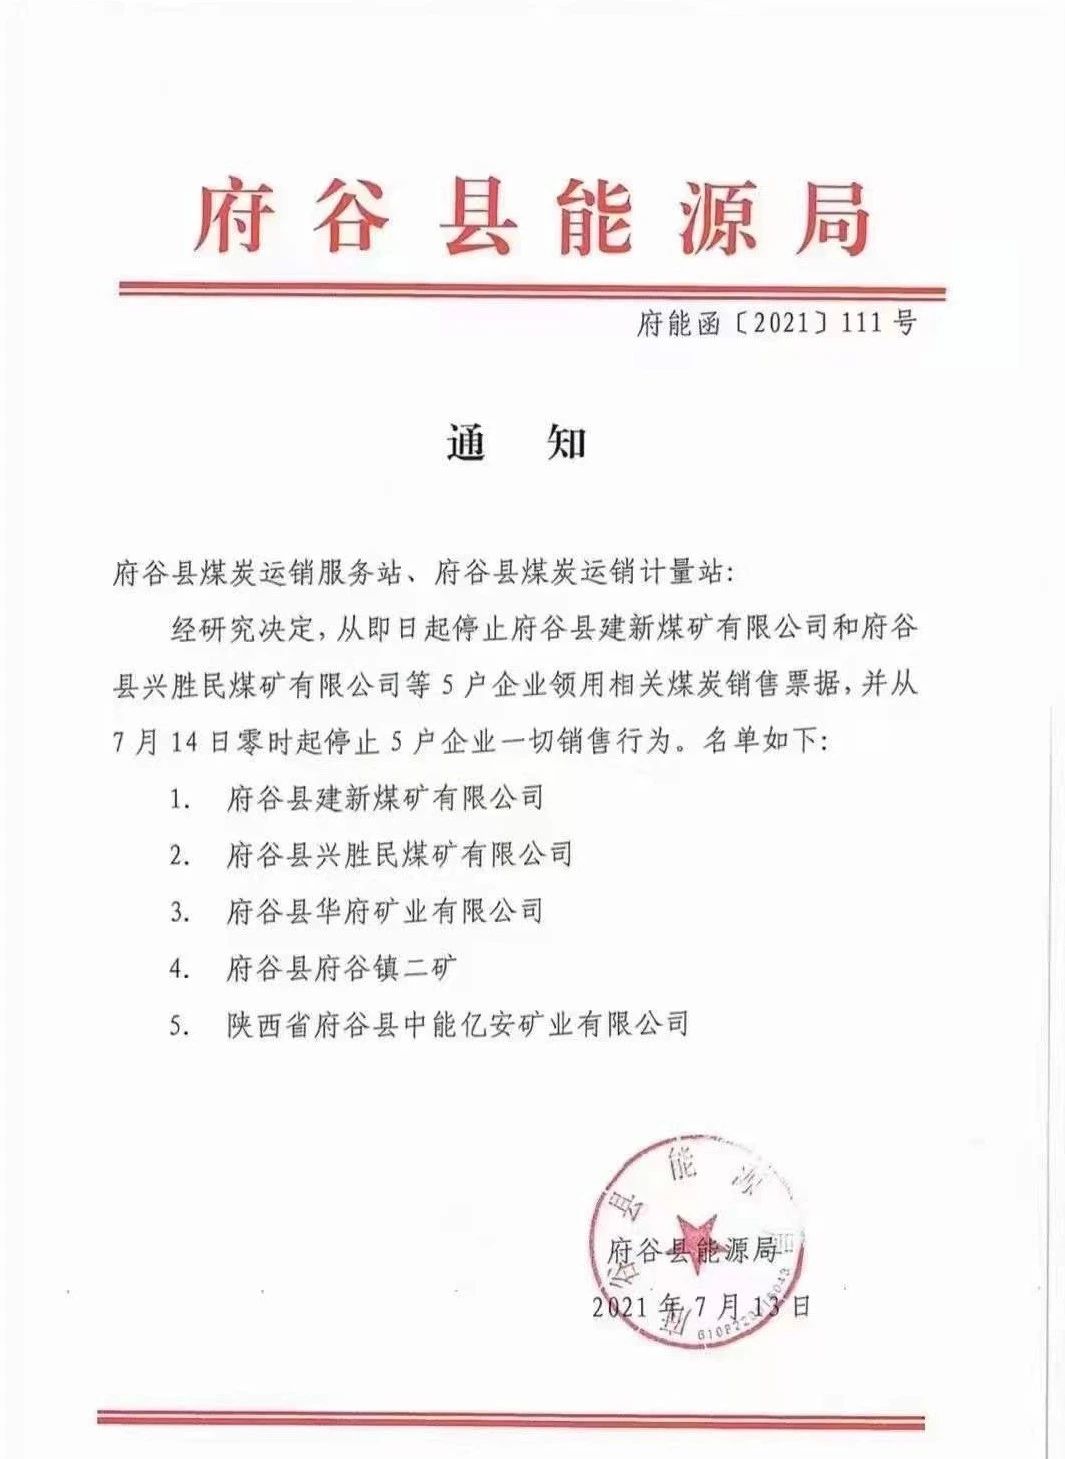 府谷县能源局
府能函〔2021〕111号
通 知
府谷县煤炭运销服务站、府谷县煤炭运销计量站:
经研究决定,从即日起停止府谷县建新煤矿有限公司和府谷
县兴胜民煤矿有限公司等5户企业领用相关煤炭销售票据,并从
7月14日零时起停止5户企业一切销售行为。名单如下:
1. 府谷县建新煤矿有限公司
2. 府谷县兴胜民煤矿有限公司
3. 府谷县华府矿业有限公司
4. 府谷县府谷镇二矿
5. 陕西省府谷县中能亿安矿业有限公司
府谷县能源局
府谷县能源局
2021年7月13日